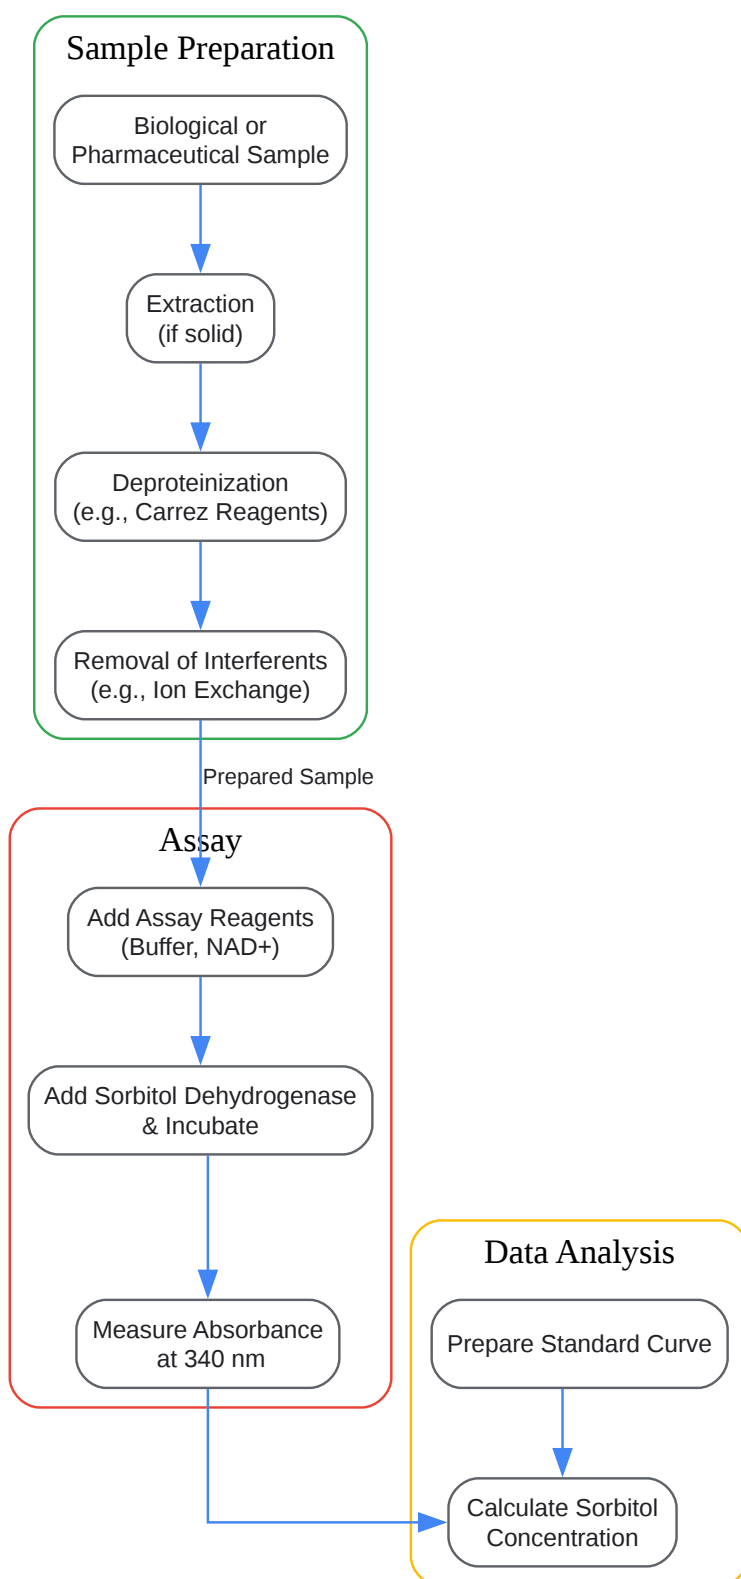 Sample Preparation
Biological or
Pharmaceutical Sample
Extraction
(if solid)
Deproteinization
(e.g., Carrez Reagents)
Removal of Interferents
(e.g., Ion Exchange)
Prepared Sample
Assay
Add Assay Reagents
(Buffer, NAD+)
Add Sorbitol Dehydrogenase
& Incubate
Measure Absorbance
at 340 nm
Data Analysis
Prepare Standard Curve
Calculate Sorbitol
Concentration